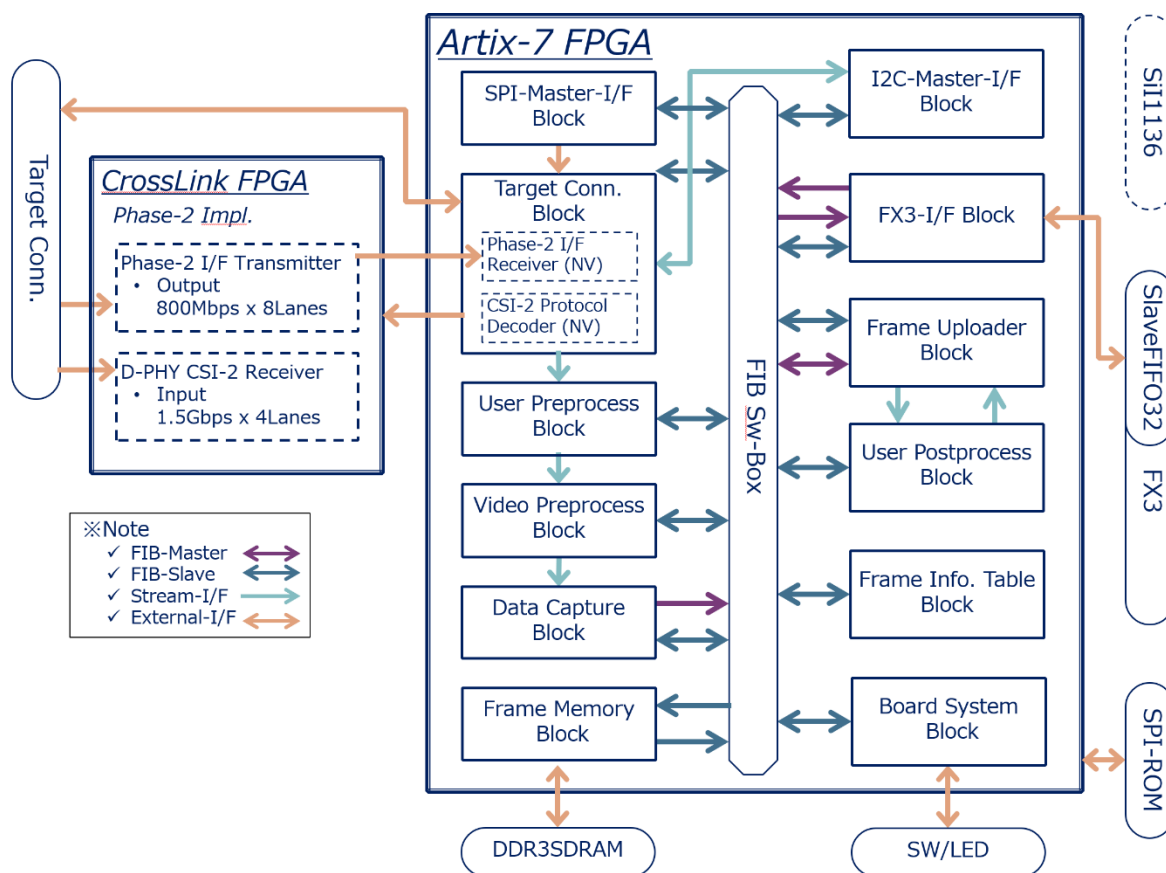 Artix-7 FPGA
Target Conn.
CrossLink FPGA
Phase-2 Impl.
Phase-2 I/F Transmitter
• Output
800Mbps x 8Lanes
D-PHY CSI-2 Receiver
• Input
1.5Gbps x 4Lanes
※Note
✓ FIB-Master
✓ FIB-Slave
✓ Stream-I/F
✓ External-I/F
SPI-Master-I/F
Block
Target Conn.
Block
Phase-2 I/F
Receiver (NV)
CSI-2 Protocol
Decoder (NV)
User Preprocess
Block
Video Preprocess
Block
Data Capture
Block
Frame Memory
Block
FIB Sw-Box
I2C-Master-I/F
Block
FX3-I/F Block
Frame Uploader
Block
User Postprocess
Block
Frame Info. Table
Block
Board System
Block
SiI1136
SlaveFIFO32
FX3
SPI-ROM
DDR3SDRAM
SW/LED